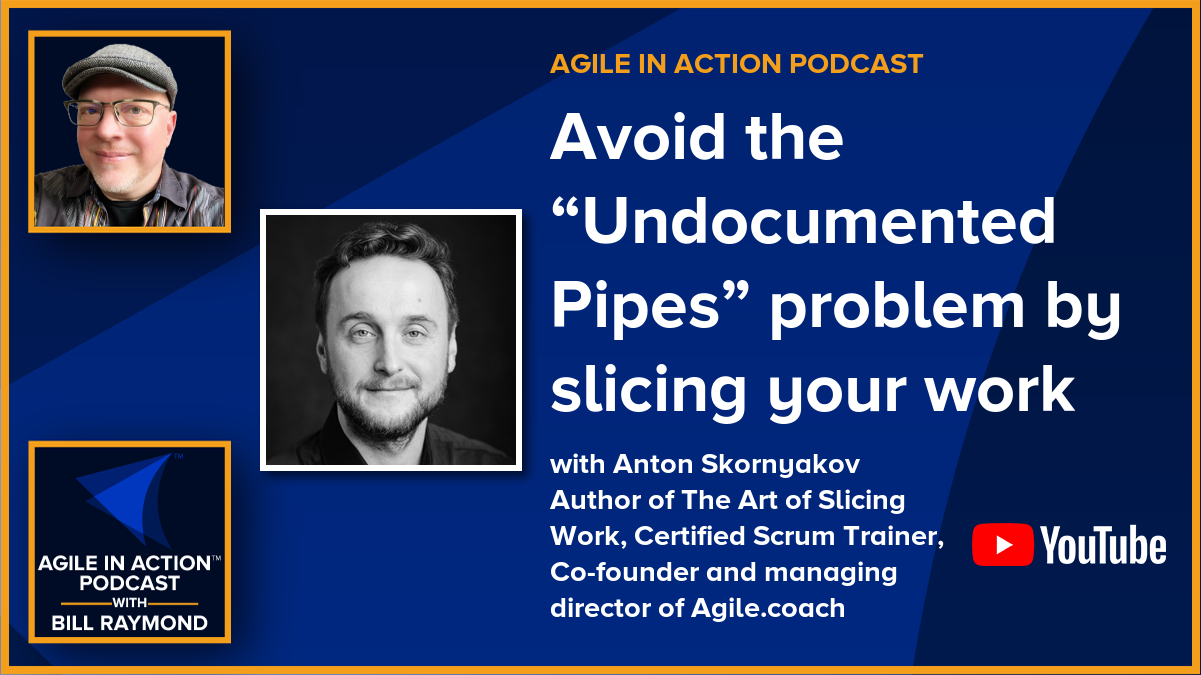 AGILE IN ACTION PODCAST
Avoid the
“Undocumented
Pipes” problem by
slicing your work
with Anton Skornyakov
Author of The Art of Slicing
Work, Certified Scrum Trainer,
Co-founder and managing
director of Agile.coach
YouTube
TM
AGILE IN ACTION™
PODCAST
WITH
BILL RAYMOND